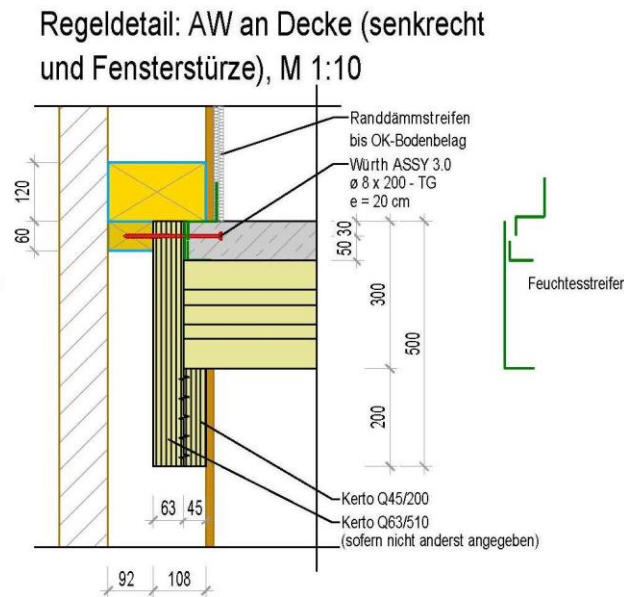 Regeldetail: AW an Decke (senkrecht
und Fensterstürze), M 1:10
Randdämmstreifen
bis OK-Bodenbelag
Würth ASSY 3.0
ø 8 x 200 - TG
e = 20 cm
120
60
30
50
300
500
200
Feuchtesstreifen
63
45
Kerto Q45/200
Kerto Q63/510
(sofern nicht anderst angegeben)
92
108